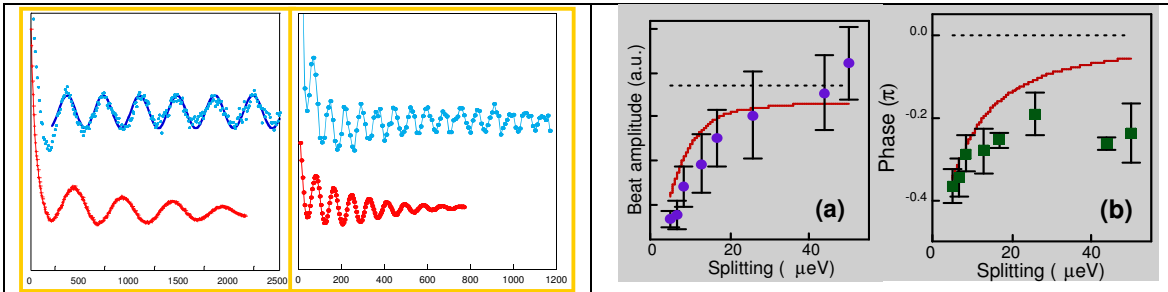 0 500 1000 1500 2000 2500
0 200 400 600 800 1000 1200
Beat amplitude (a.u.)
(a)
0 20 40
Splitting ( μeV)
Phase (π)
0.0
-0.2
-0.4
(b)
0 20 40
Splitting ( μeV)